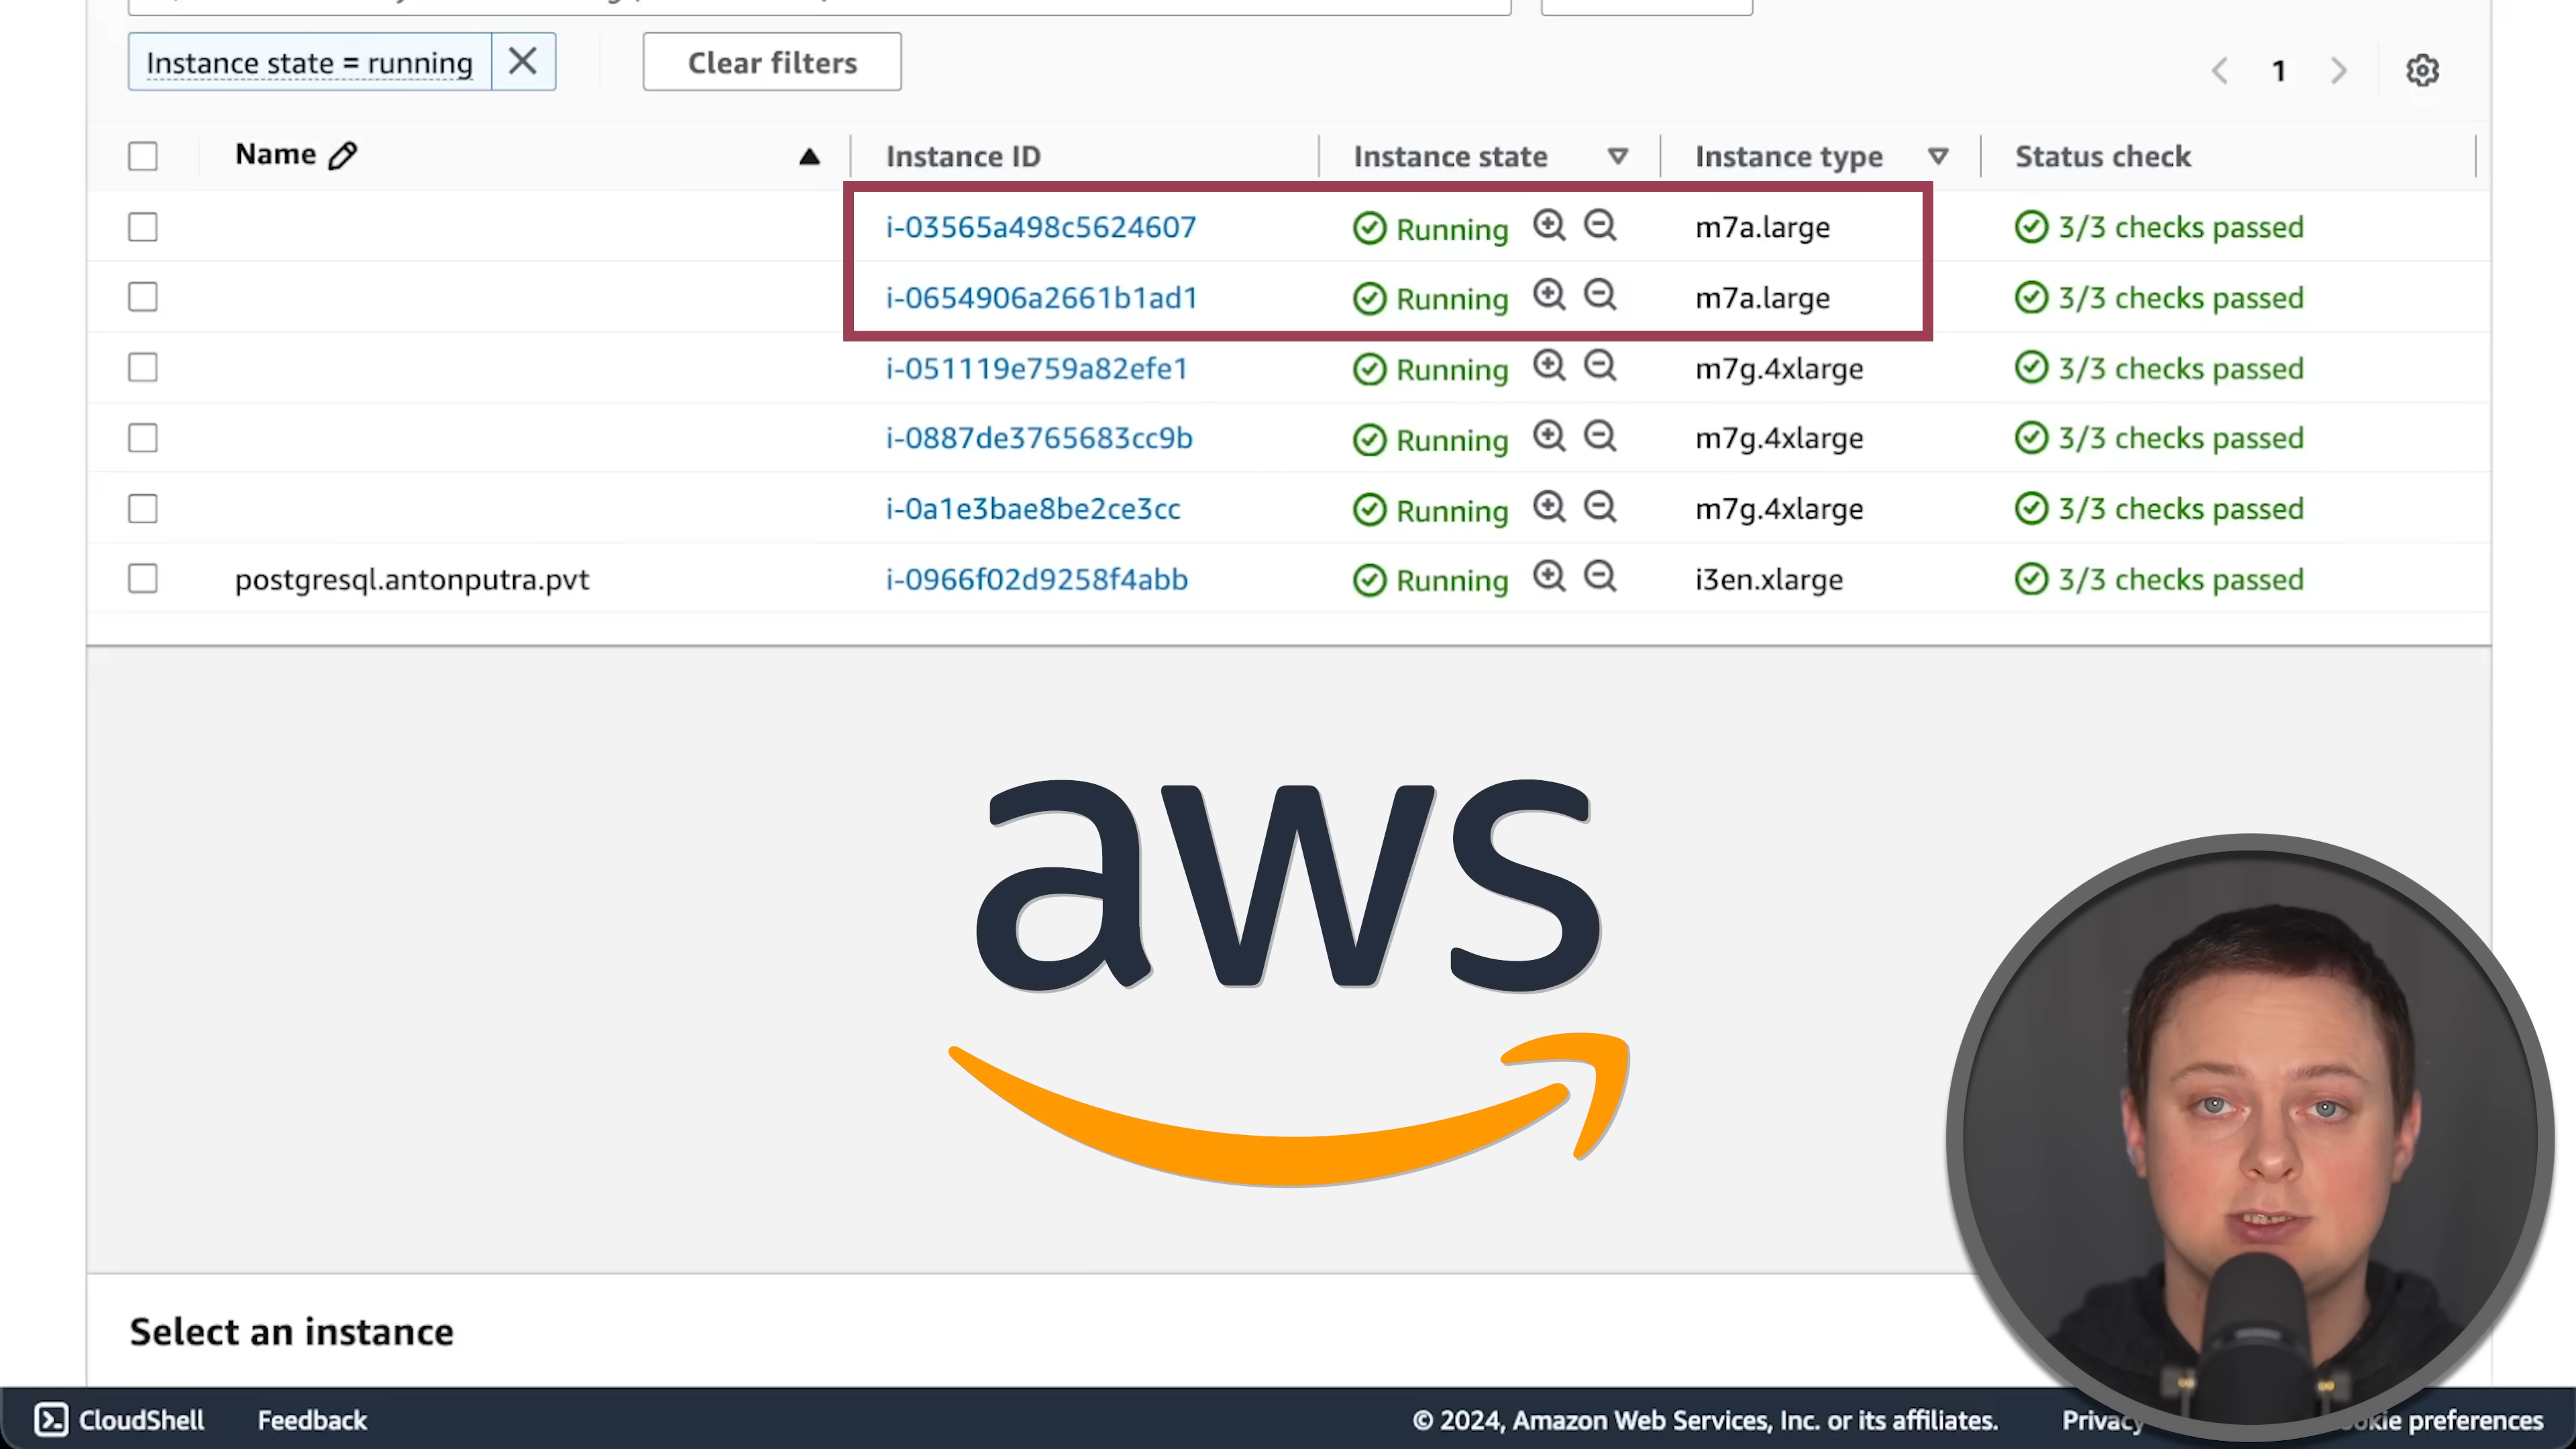 Instance state = running
Clear filters
1
Name Instance ID Instance state Instance type Status check
i-03565a498c5624607 Running m7a.large 3/3 checks passed
i-0654906a2661b1ad1 Running m7a.large 3/3 checks passed
i-051119e759a82efe1 Running m7g.4xlarge 3/3 checks passed
i-0887de3765683cc9b Running m7g.4xlarge 3/3 checks passed
i-0a1e3bae8be2ce3cc Running m7g.4xlarge 3/3 checks passed
postgresql.antonputra.pvt i-0966f02d9258f4abb Running i3en.xlarge 3/3 checks passed
aws
Select an instance
CloudShell Feedback © 2024, Amazon Web Services, Inc. or its affiliates. Privacy preferences